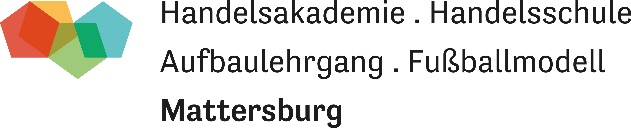 Handelsakademie . Handelsschule
Aufbaulehrgang . Fußballmodell
Mattersburg